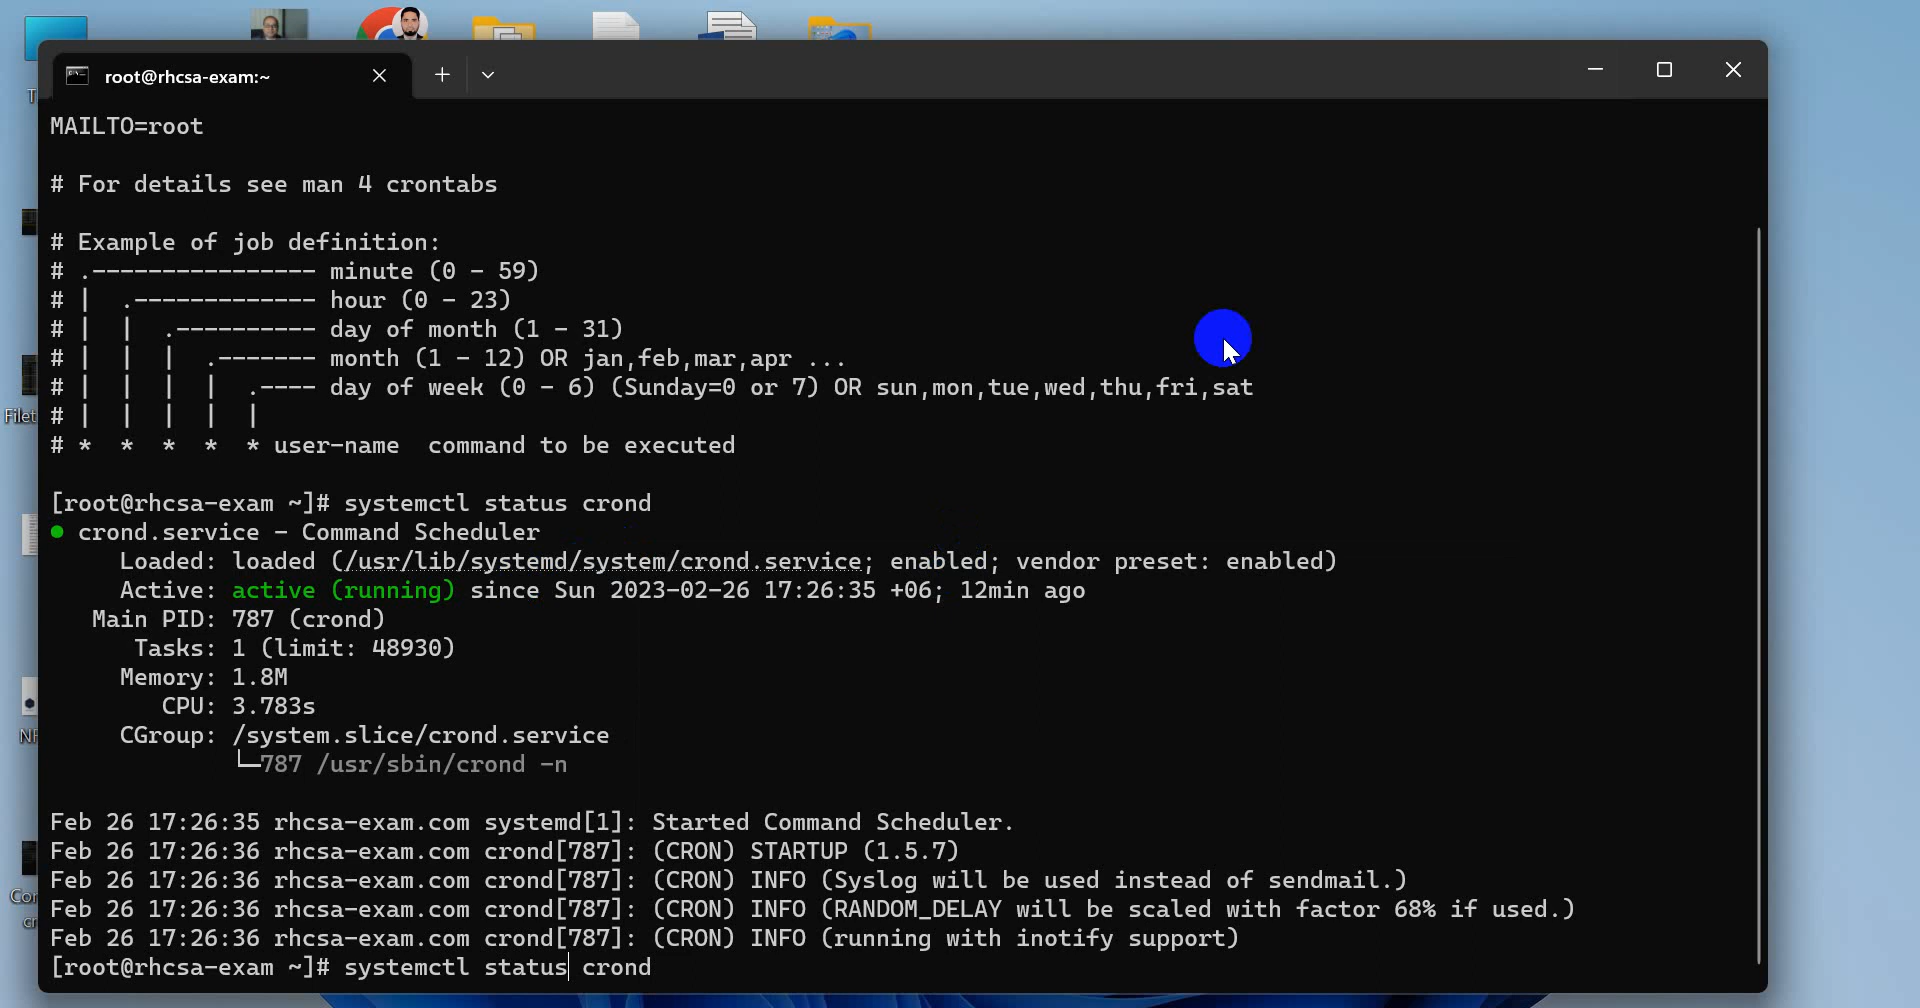 root@rhcsa-exam:~
MAILTO=root
# For details see man 4 crontabs
# Example of job definition:
# .---------------- minute (0 - 59)
# |  .------------- hour (0 - 23)
# |  |  .---------- day of month (1 - 31)
# |  |  |  .------- month (1 - 12) OR jan,feb,mar,apr ...
# |  |  |  |  .---- day of week (0 - 6) (Sunday=0 or 7) OR sun,mon,tue,wed,thu,fri,sat
# |  |  |  |  |
# *  *  *  *  * user-name  command to be executed
[root@rhcsa-exam ~]# systemctl status crond
● crond.service - Command Scheduler
     Loaded: loaded (/usr/lib/systemd/system/crond.service; enabled; vendor preset: enabled)
     Active: active (running) since Sun 2023-02-26 17:26:35 +06; 12min ago
   Main PID: 787 (crond)
      Tasks: 1 (limit: 48930)
     Memory: 1.8M
        CPU: 3.783s
     CGroup: /system.slice/crond.service
             └─787 /usr/sbin/crond -n
Feb 26 17:26:35 rhcsa-exam.com systemd[1]: Started Command Scheduler.
Feb 26 17:26:36 rhcsa-exam.com crond[787]: (CRON) STARTUP (1.5.7)
Feb 26 17:26:36 rhcsa-exam.com crond[787]: (CRON) INFO (Syslog will be used instead of sendmail.)
Feb 26 17:26:36 rhcsa-exam.com crond[787]: (CRON) INFO (RANDOM_DELAY will be scaled with factor 68% if used.)
Feb 26 17:26:36 rhcsa-exam.com crond[787]: (CRON) INFO (running with inotify support)
[root@rhcsa-exam ~]# systemctl status crond